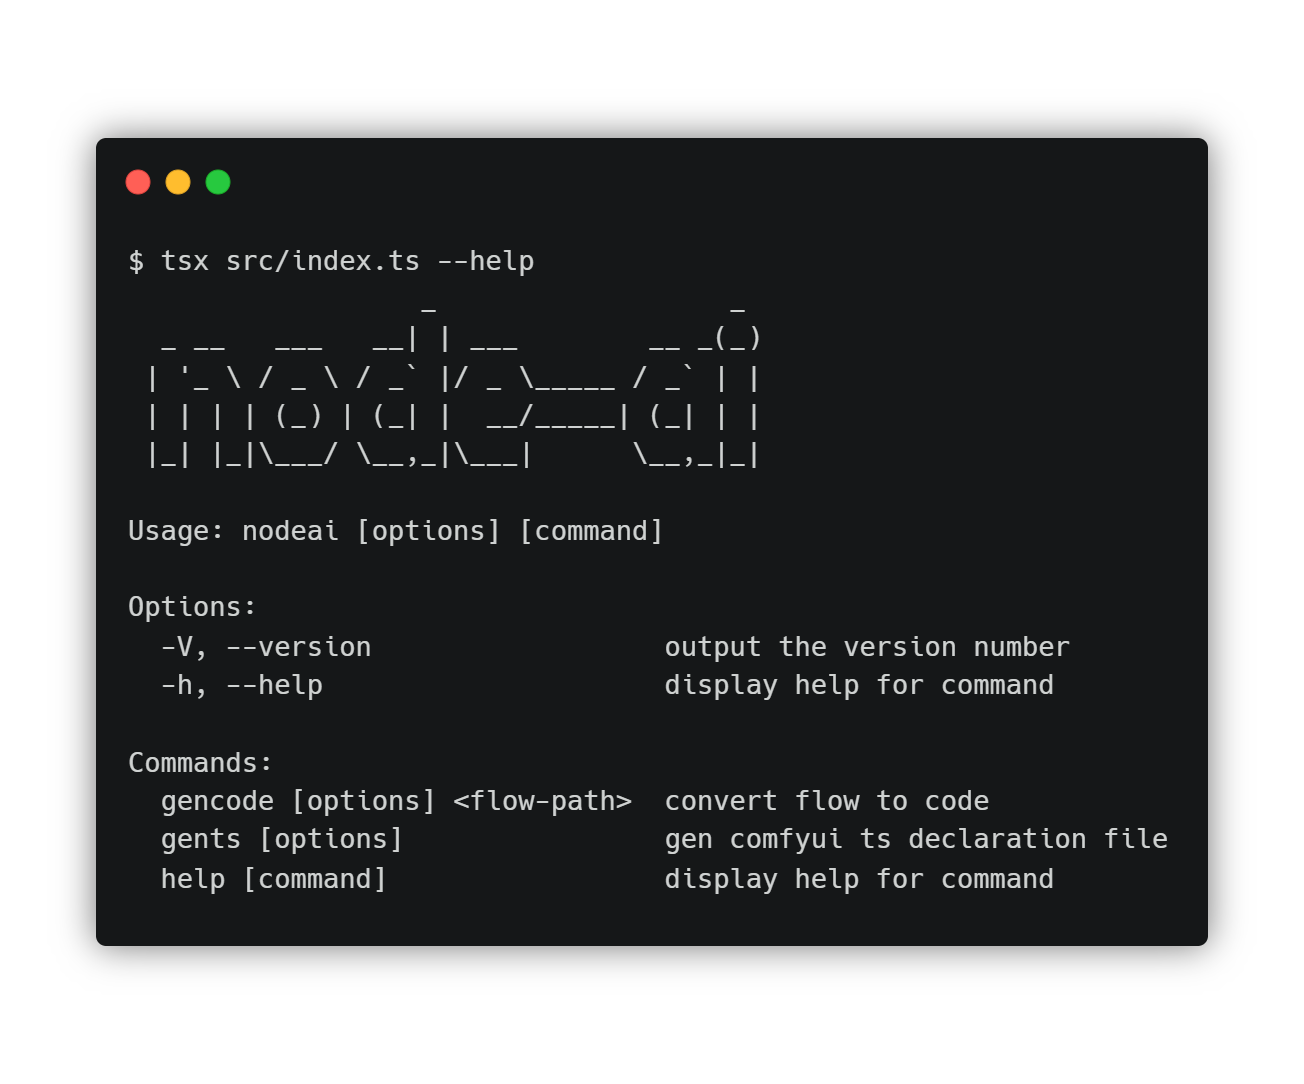 $ tsx src/index.ts --help
                  _                  _
  _ __   ___   __| | ___        __ _(_)
 | '_ \ / _ \ / _` |/ _ \_____ / _` | |
 | | | | (_) | (_| |  __/_____| (_| | |
 |_| |_|\___/ \__,_|\___|      \__,_|_|
Usage: nodeai [options] [command]
Options:
  -V, --version                  output the version number
  -h, --help                     display help for command
Commands:
  gencode [options] <flow-path>  convert flow to code
  gents [options]                gen comfyui ts declaration file
  help [command]                 display help for command